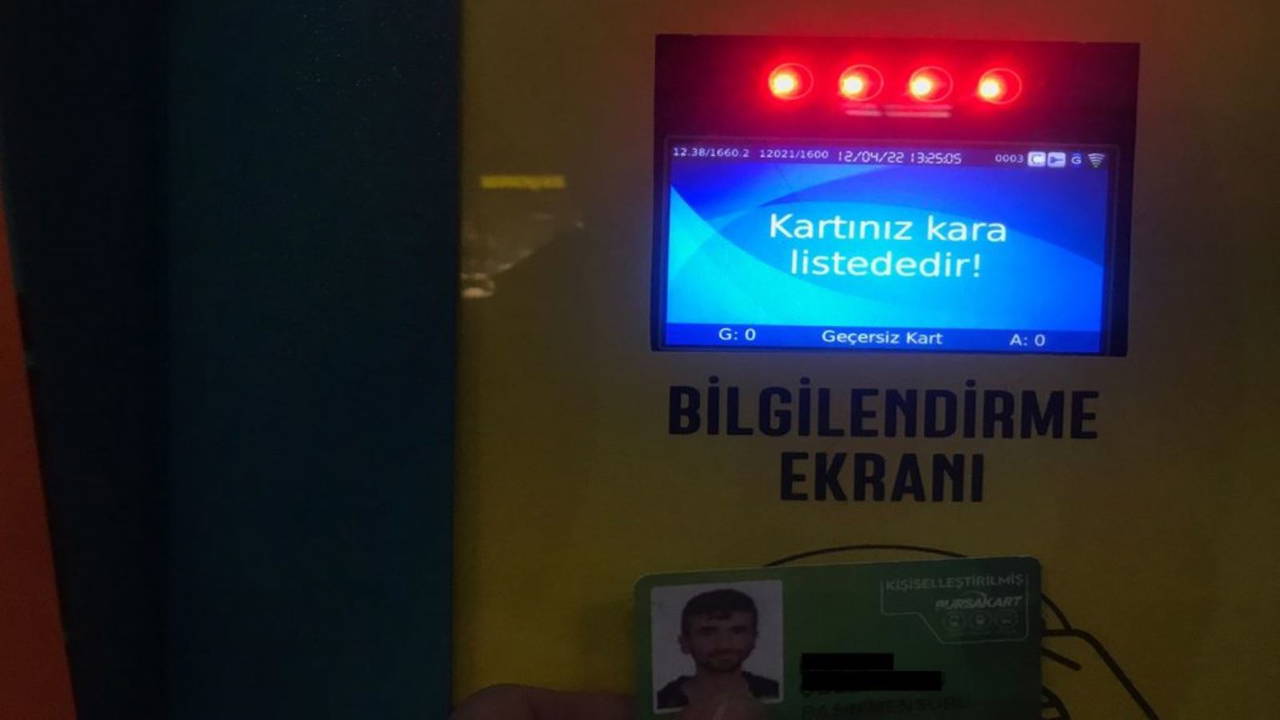 12.38/1660.2 12021/1600 12/04/22 13:25:05 0003 C G
Kartınız kara
listededir!
G: 0 Geçersiz Kart A: 0
BİLGİLENDİRME
EKRANI
KİŞİSELLEŞTİRİLMİŞ
BURSAKART